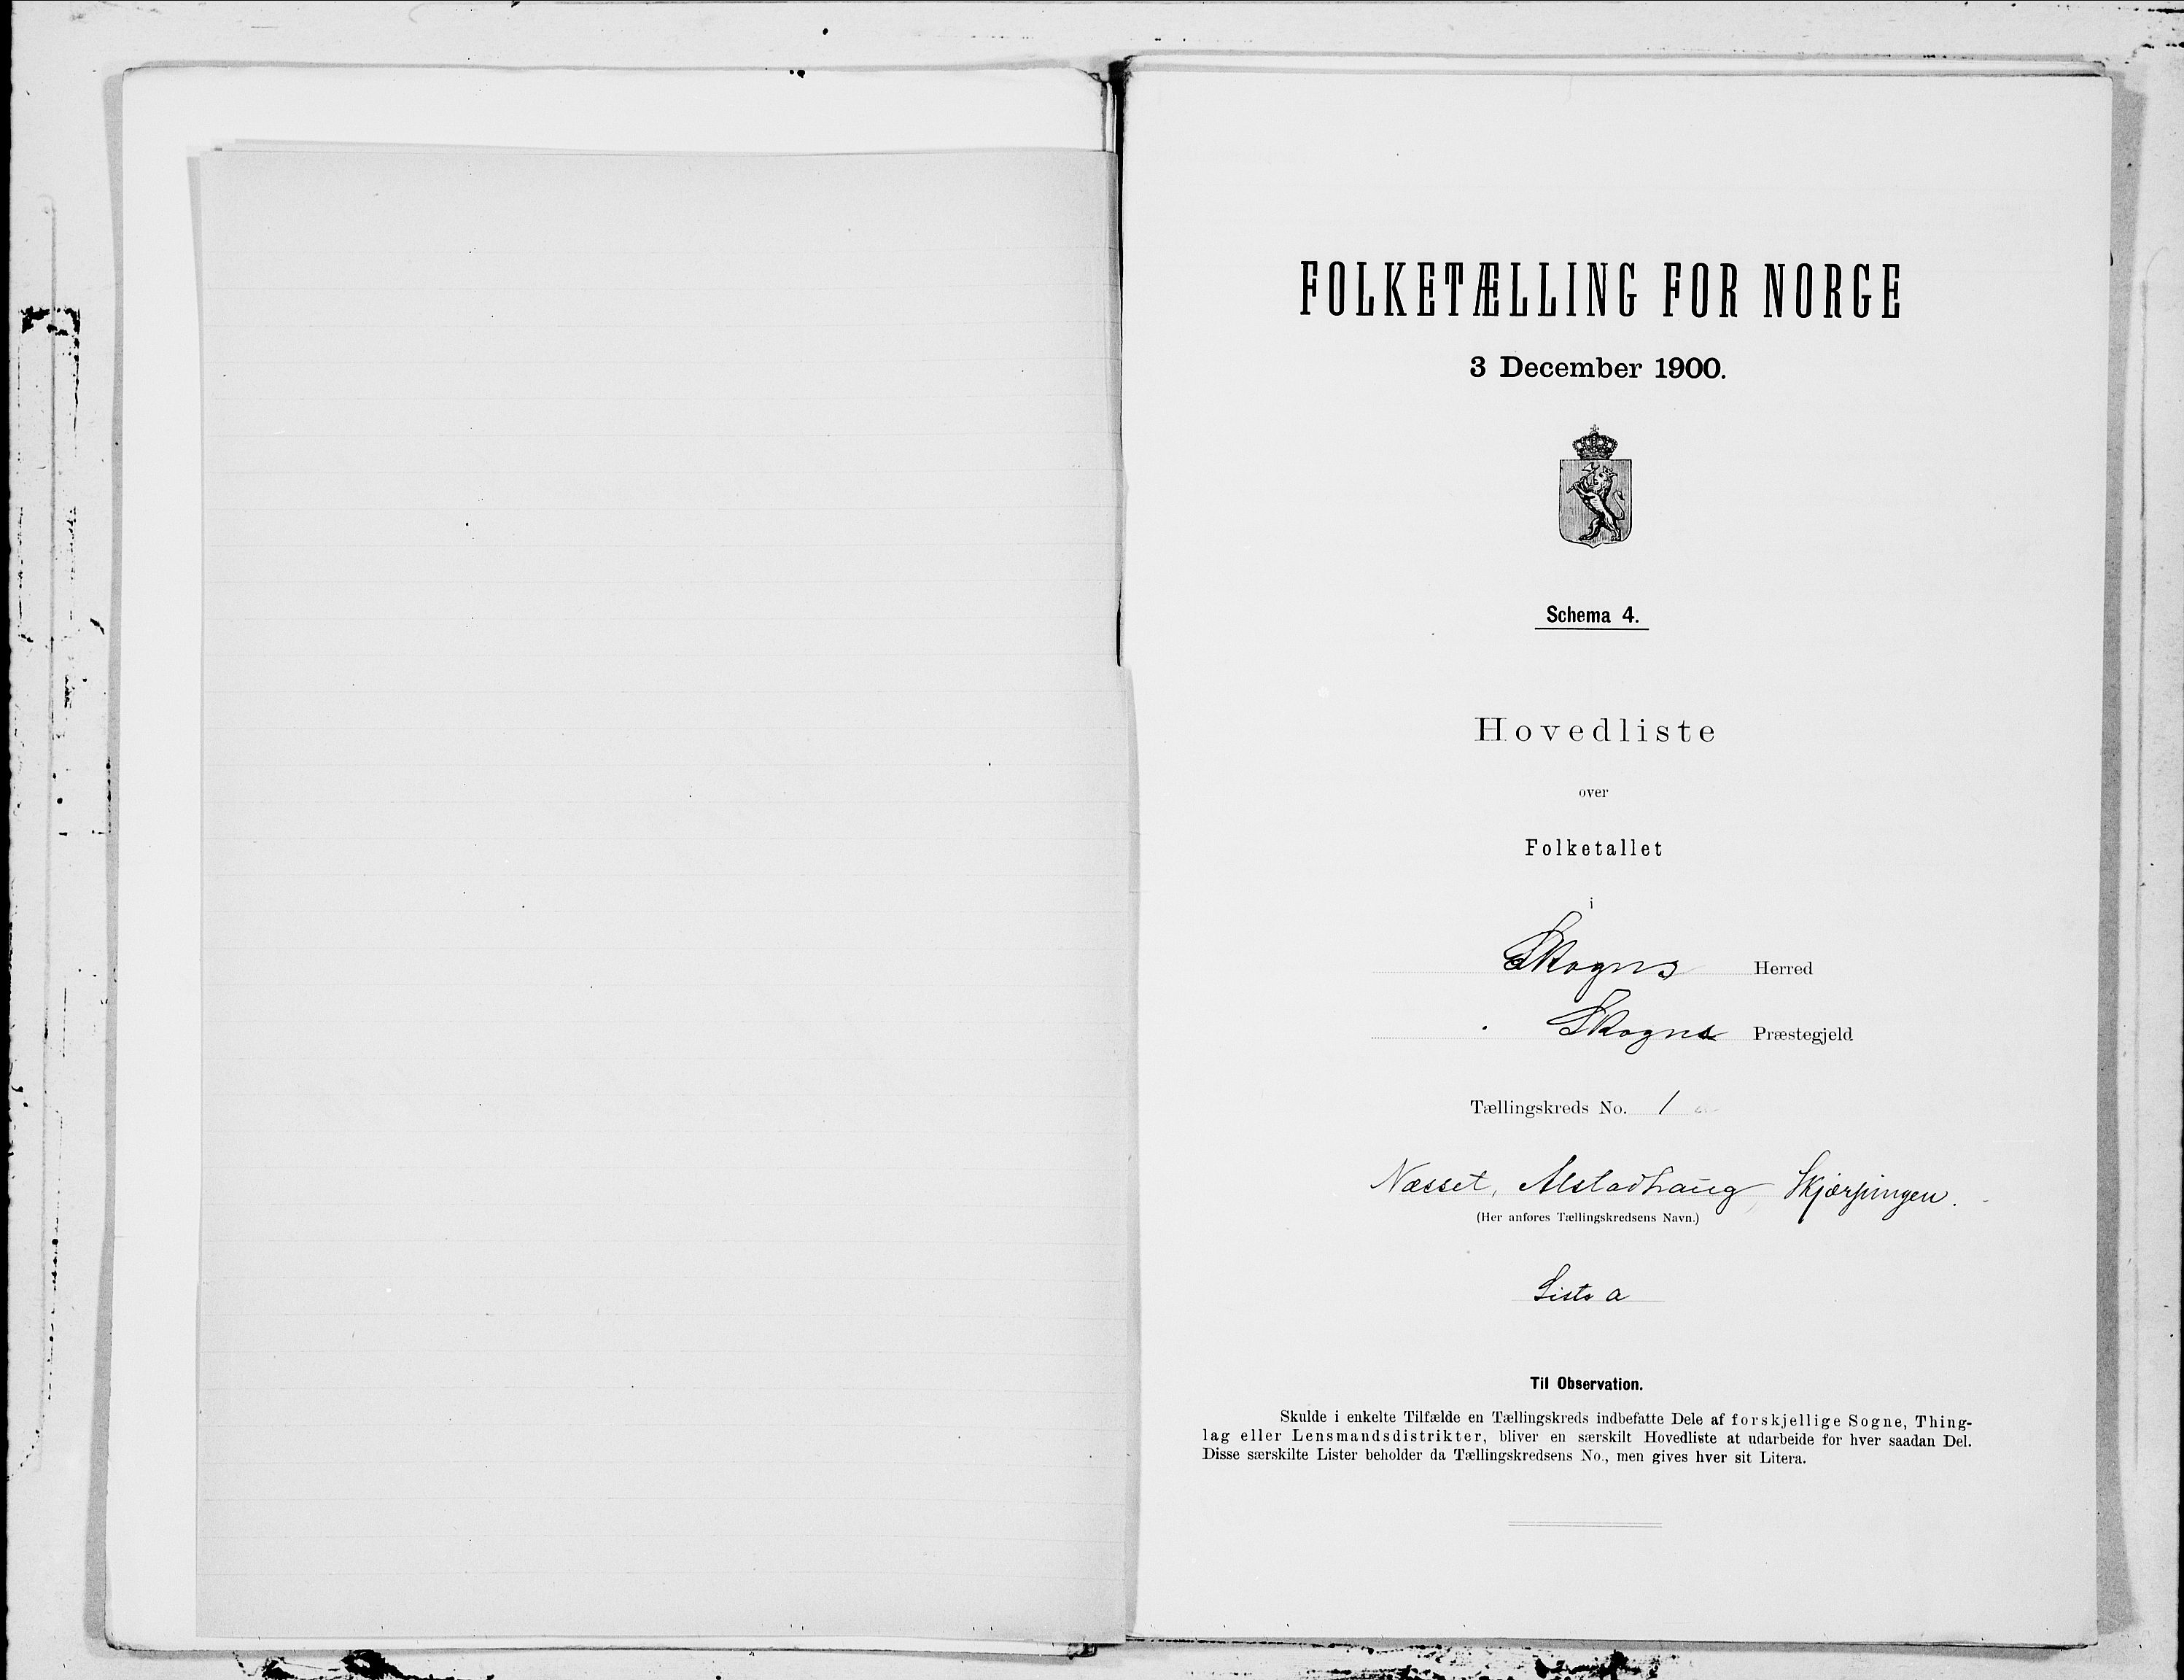 FOLKETÆLLING FOR NORGE
3 December 1900.
Schema 4.
Hovedliste
over
Folketallet
i
Skogns Herred
Skogns Præstegjeld
Tællingskreds No. 1
Næsset, Alstadhaug, Skjærpingen.
(Her anføres Tællingskredsens Navn.)
Liste a
Til Observation.
Skulde i enkelte Tilfælde en Tællingskreds indbefatte Dele af forskjellige Sogne, Thing-
lag eller Lensmandsdistrikter, bliver en særskilt Hovedliste at udarbeide for hver saadan Del.
Disse særskilte Lister beholder da Tællingskredsens No., men gives hver sit Litera.